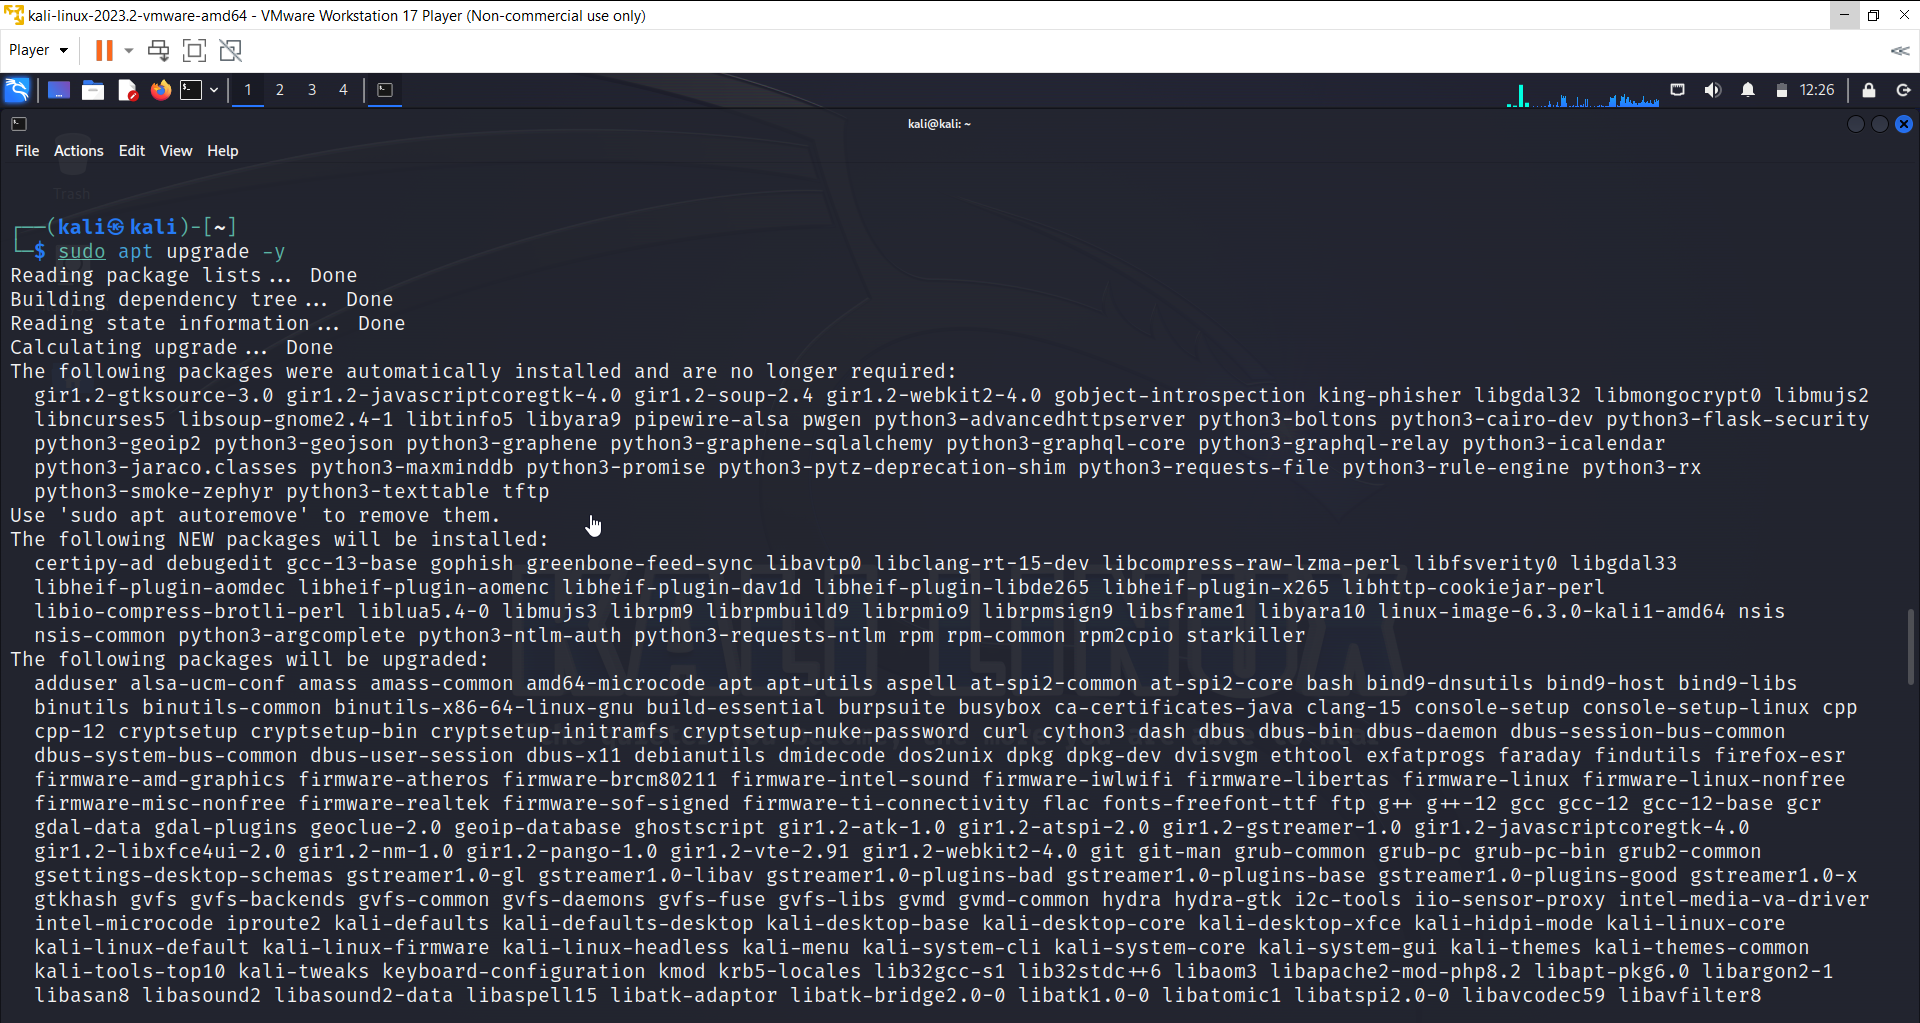 kali-linux-2023.2-vmware-amd64 - VMware Workstation 17 Player (Non-commercial use only)
Player
1 2 3 4 12:26
kali@kali: ~
File Actions Edit View Help
Trash
┌──(kali㉿kali)-[~]
└─$ sudo apt upgrade -y
Reading package lists... Done
Building dependency tree... Done
Reading state information... Done
Calculating upgrade... Done
The following packages were automatically installed and are no longer required:
gir1.2-gtksource-3.0 gir1.2-javascriptcoregtk-4.0 gir1.2-soup-2.4 gir1.2-webkit2-4.0 gobject-introspection king-phisher libgdal32 libmongocrypt0 libmujs2
libncurses5 libsoup-gnome2.4-1 libtinfo5 libyara9 pipewire-alsa pwgen python3-advancedhttpserver python3-boltons python3-cairo-dev python3-flask-security
python3-geoip2 python3-geojson python3-graphene python3-graphene-sqlalchemy python3-graphql-core python3-graphql-relay python3-icalendar
python3-jaraco.classes python3-maxminddb python3-promise python3-pytz-deprecation-shim python3-requests-file python3-rule-engine python3-rx
python3-smoke-zephyr python3-texttable tftp
Use 'sudo apt autoremove' to remove them.
The following NEW packages will be installed:
certipy-ad debugedit gcc-13-base gophish greenbone-feed-sync libavtp0 libclang-rt-15-dev libcompress-raw-lzma-perl libfsverity0 libgdal33
libheif-plugin-aomdec libheif-plugin-aomenc libheif-plugin-dav1d libheif-plugin-libde265 libheif-plugin-x265 libhttp-cookiejar-perl
libio-compress-brotli-perl liblua5.4-0 libmujs3 librpm9 librpmbuild9 librpmio9 librpmsign9 libsframe1 libyara10 linux-image-6.3.0-kali1-amd64 nsis
nsis-common python3-argcomplete python3-ntlm-auth python3-requests-ntlm rpm rpm-common rpm2cpio starkiller
The following packages will be upgraded:
adduser alsa-ucm-conf amass amass-common amd64-microcode apt apt-utils aspell at-spi2-common at-spi2-core bash bind9-dnsutils bind9-host bind9-libs
binutils binutils-common binutils-x86-64-linux-gnu build-essential burpsuite busybox ca-certificates-java clang-15 console-setup console-setup-linux cpp
cpp-12 cryptsetup cryptsetup-bin cryptsetup-initramfs cryptsetup-nuke-password curl cython3 dash dbus dbus-bin dbus-daemon dbus-session-bus-common
dbus-system-bus-common dbus-user-session dbus-x11 debianutils dmidecode dos2unix dpkg dpkg-dev dvisvgm ethtool exfatprogs faraday findutils firefox-esr
firmware-amd-graphics firmware-atheros firmware-brcm80211 firmware-intel-sound firmware-iwlwifi firmware-libertas firmware-linux firmware-linux-nonfree
firmware-misc-nonfree firmware-realtek firmware-sof-signed firmware-ti-connectivity flac fonts-freefont-ttf ftp g++ g++-12 gcc gcc-12 gcc-12-base gcr
gdal-data gdal-plugins geoclue-2.0 geoip-database ghostscript gir1.2-atk-1.0 gir1.2-atspi-2.0 gir1.2-gstreamer-1.0 gir1.2-javascriptcoregtk-4.0
gir1.2-libxfce4ui-2.0 gir1.2-nm-1.0 gir1.2-pango-1.0 gir1.2-vte-2.91 gir1.2-webkit2-4.0 git git-man grub-common grub-pc grub-pc-bin grub2-common
gsettings-desktop-schemas gstreamer1.0-gl gstreamer1.0-libav gstreamer1.0-plugins-bad gstreamer1.0-plugins-base gstreamer1.0-plugins-good gstreamer1.0-x
gtkhash gvfs gvfs-backends gvfs-common gvfs-daemons gvfs-fuse gvfs-libs gvmd gvmd-common hydra hydra-gtk i2c-tools iio-sensor-proxy intel-media-va-driver
intel-microcode iproute2 kali-defaults kali-defaults-desktop kali-desktop-base kali-desktop-core kali-desktop-xfce kali-hidpi-mode kali-linux-core
kali-linux-default kali-linux-firmware kali-linux-headless kali-menu kali-system-cli kali-system-core kali-system-gui kali-themes kali-themes-common
kali-tools-top10 kali-tweaks keyboard-configuration kmod krb5-locales lib32gcc-s1 lib32stdc++6 libaom3 libapache2-mod-php8.2 libapt-pkg6.0 libargon2-1
libasan8 libasound2 libasound2-data libaspell15 libatk-adaptor libatk-bridge2.0-0 libatk1.0-0 libatomic1 libatspi2.0-0 libavcodec59 libavfilter8